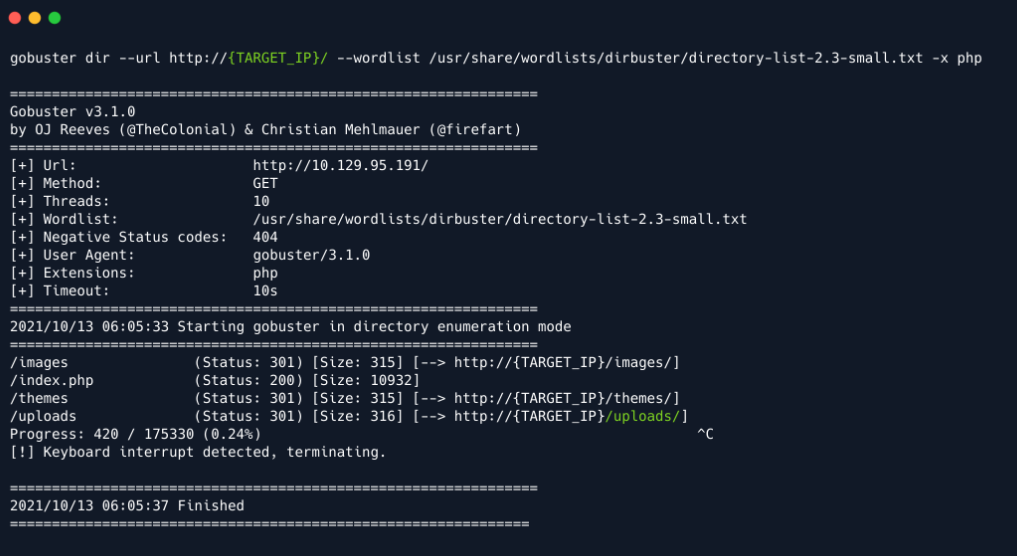 gobuster dir --url http://{TARGET_IP}/ --wordlist /usr/share/wordlists/dirbuster/directory-list-2.3-small.txt -x php
===============================================================
Gobuster v3.1.0
by OJ Reeves (@TheColonial) & Christian Mehlmauer (@firefart)
===============================================================
[+] Url:                     http://10.129.95.191/
[+] Method:                  GET
[+] Threads:                 10
[+] Wordlist:                /usr/share/wordlists/dirbuster/directory-list-2.3-small.txt
[+] Negative Status codes:   404
[+] User Agent:              gobuster/3.1.0
[+] Extensions:              php
[+] Timeout:                 10s
===============================================================
2021/10/13 06:05:33 Starting gobuster in directory enumeration mode
===============================================================
/images               (Status: 301) [Size: 315] [--> http://{TARGET_IP}/images/]
/index.php            (Status: 200) [Size: 10932]
/themes               (Status: 301) [Size: 315] [--> http://{TARGET_IP}/themes/]
/uploads              (Status: 301) [Size: 316] [--> http://{TARGET_IP}/uploads/]
Progress: 420 / 175330 (0.24%)                                                    ^C
[!] Keyboard interrupt detected, terminating.
===============================================================
2021/10/13 06:05:37 Finished
==============================================================